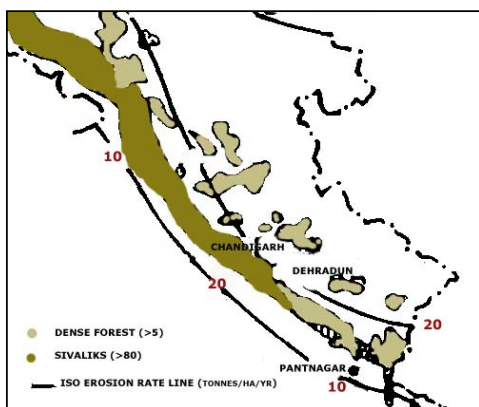 10
CHANDIGARH
DEHRADUN
20
20
DENSE FOREST (>5)
SIVALIKS (>80)
PANTNAGAR
ISO EROSION RATE LINE (TONNES/HA/YR)
10